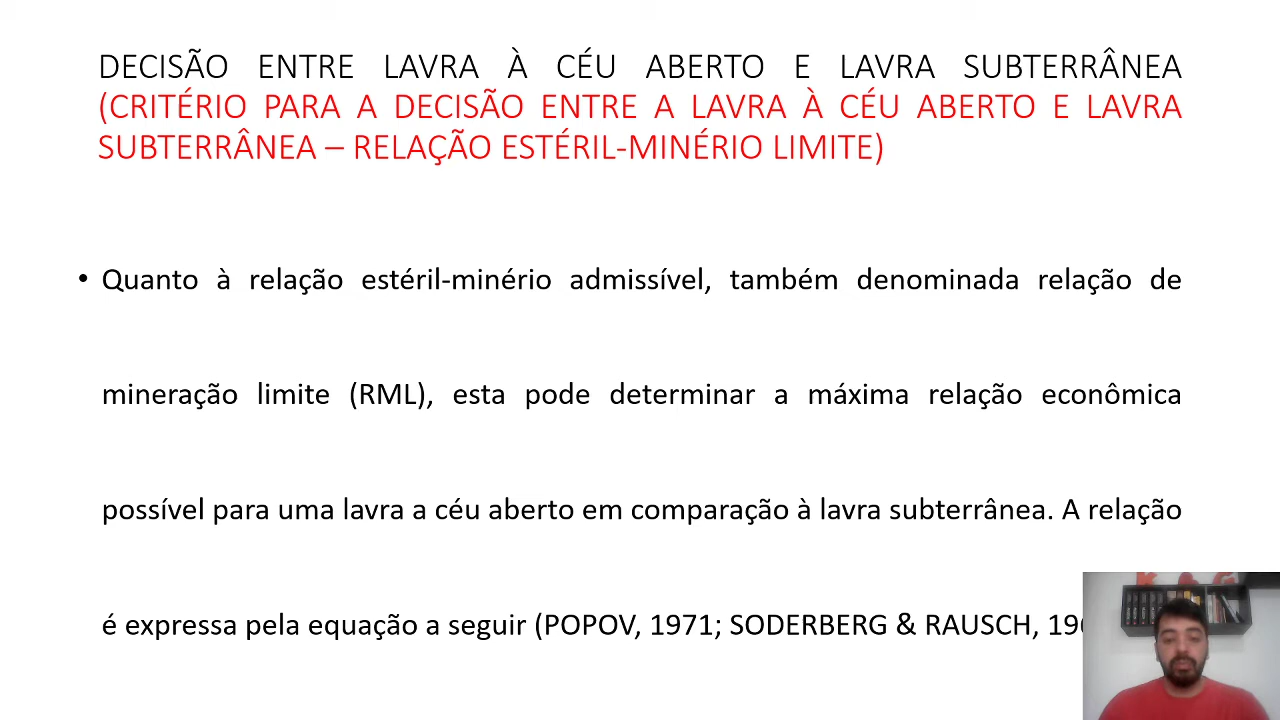 DECISÃO ENTRE LAVRA À CÉU ABERTO E LAVRA SUBTERRÂNEA
(CRITÉRIO PARA A DECISÃO ENTRE A LAVRA À CÉU ABERTO E LAVRA
SUBTERRÂNEA – RELAÇÃO ESTÉRIL-MINÉRIO LIMITE)
• Quanto à relação estéril-minério admissível, também denominada relação de
mineração limite (RML), esta pode determinar a máxima relação econômica
possível para uma lavra a céu aberto em comparação à lavra subterrânea. A relação
é expressa pela equação a seguir (POPOV, 1971; SODERBERG & RAUSCH,